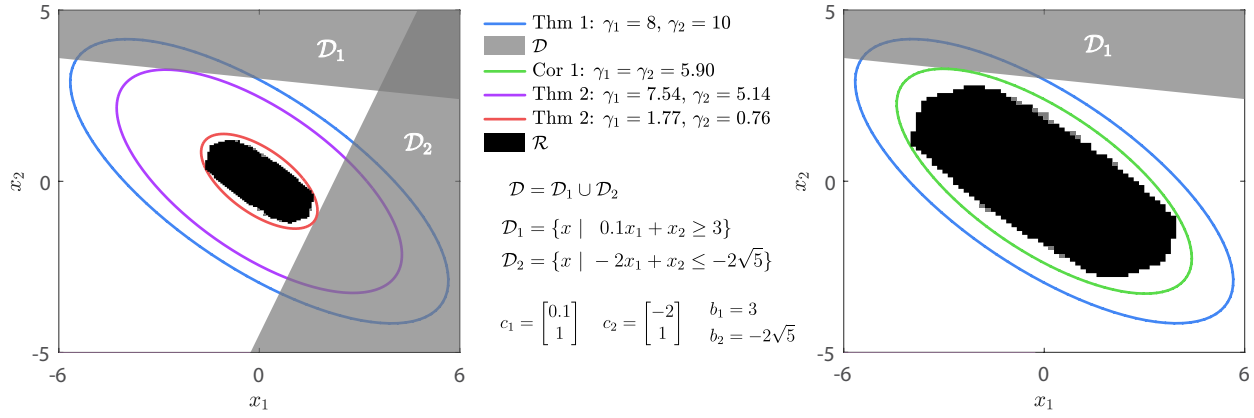 5
0
-5
x₂
-6
0
6
x₁
𝒟₁
𝒟₂
Thm 1: γ₁ = 8, γ₂ = 10
𝒟
Cor 1: γ₁ = γ₂ = 5.90
Thm 2: γ₁ = 7.54, γ₂ = 5.14
Thm 2: γ₁ = 1.77, γ₂ = 0.76
ℛ
𝒟 = 𝒟₁ ∪ 𝒟₂
𝒟₁ = {x | 0.1x₁ + x₂ ≥ 3}
𝒟₂ = {x | − 2x₁ + x₂ ≤ −2√5}
c₁ = [0.1 1] c₂ = [−2 1] b₁ = 3
b₂ = −2√5
5
0
-5
x₂
-6
0
6
x₁
𝒟₁